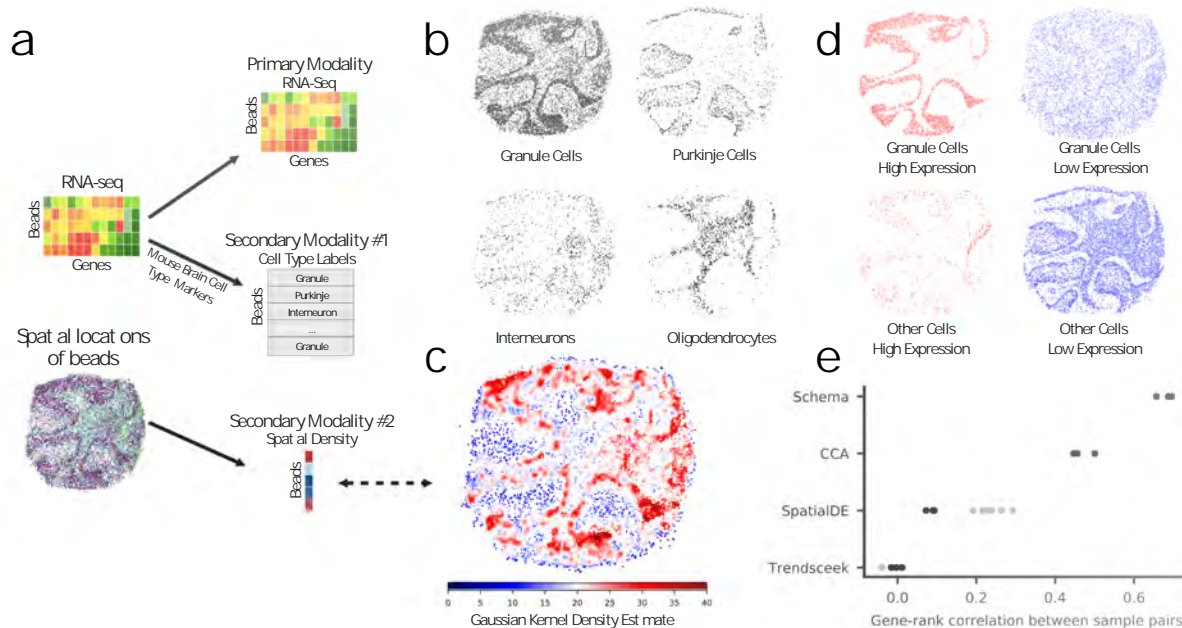 a
Primary Modality
RNA-Seq
Beads
Genes
RNA-seq
Beads
Genes
Mouse Brain Cell
Type Markers
Secondary Modality #1
Cell Type Labels
Beads
Granule
Purkinje
Interneuron
...
Granule
Spat al locat ons
of beads
Secondary Modality #2
Spat al Density
Beads
b
Granule Cells
Purkinje Cells
Interneurons
Oligodendrocytes
c
0 5 10 15 20 25 30 35 40
Gaussian Kernel Density Est mate
d
Granule Cells
High Expression
Granule Cells
Low Expression
Other Cells
High Expression
Other Cells
Low Expression
e
Schema
CCA
SpatialDE
Trendsceek
0.0 0.2 0.4 0.6
Gene-rank correlation between sample pairs